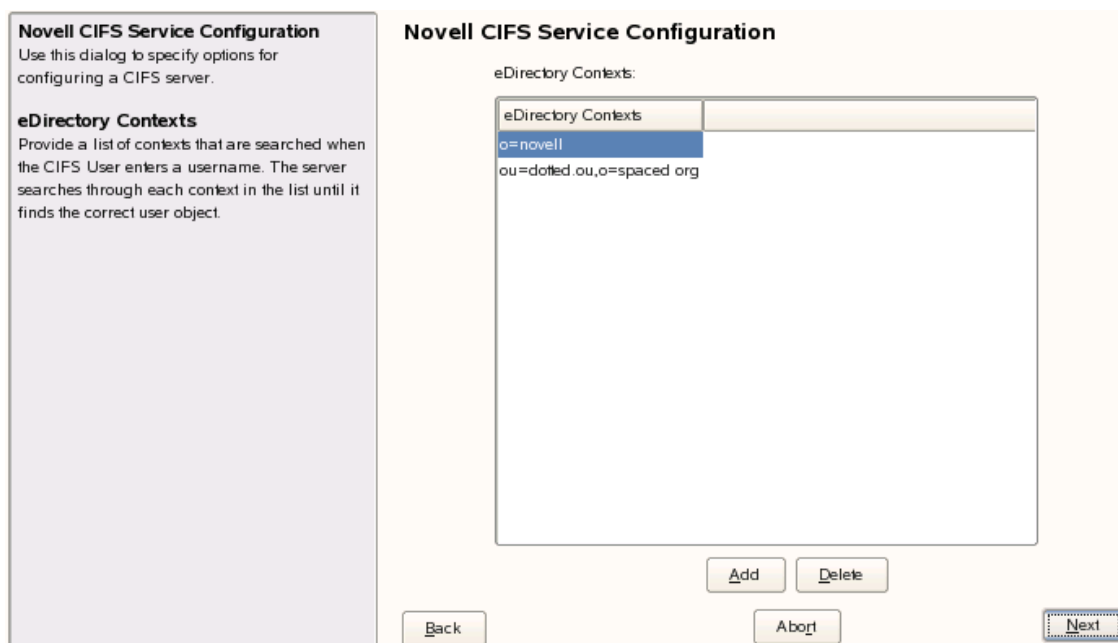 Novell CIFS Service Configuration
Use this dialog to specify options for
configuring a CIFS server.
eDirectory Contexts
Provide a list of contexts that are searched when
the CIFS User enters a username. The server
searches through each context in the list until it
finds the correct user object.
Novell CIFS Service Configuration
eDirectory Contexts:
eDirectory Contexts
o=novell
ou=dotted.ou,o=spaced org
Add Delete
Back Abort Next